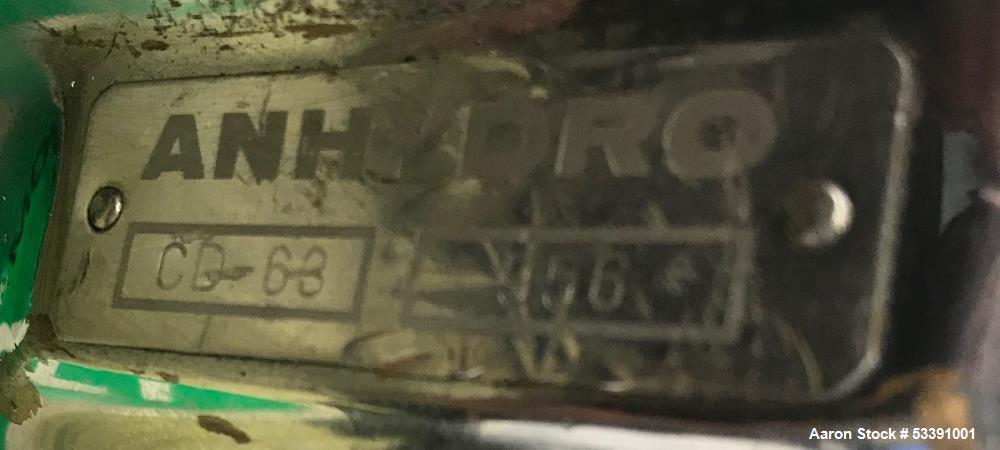 ANHYDRO
CD-63
56
Aaron Stock # 53391001